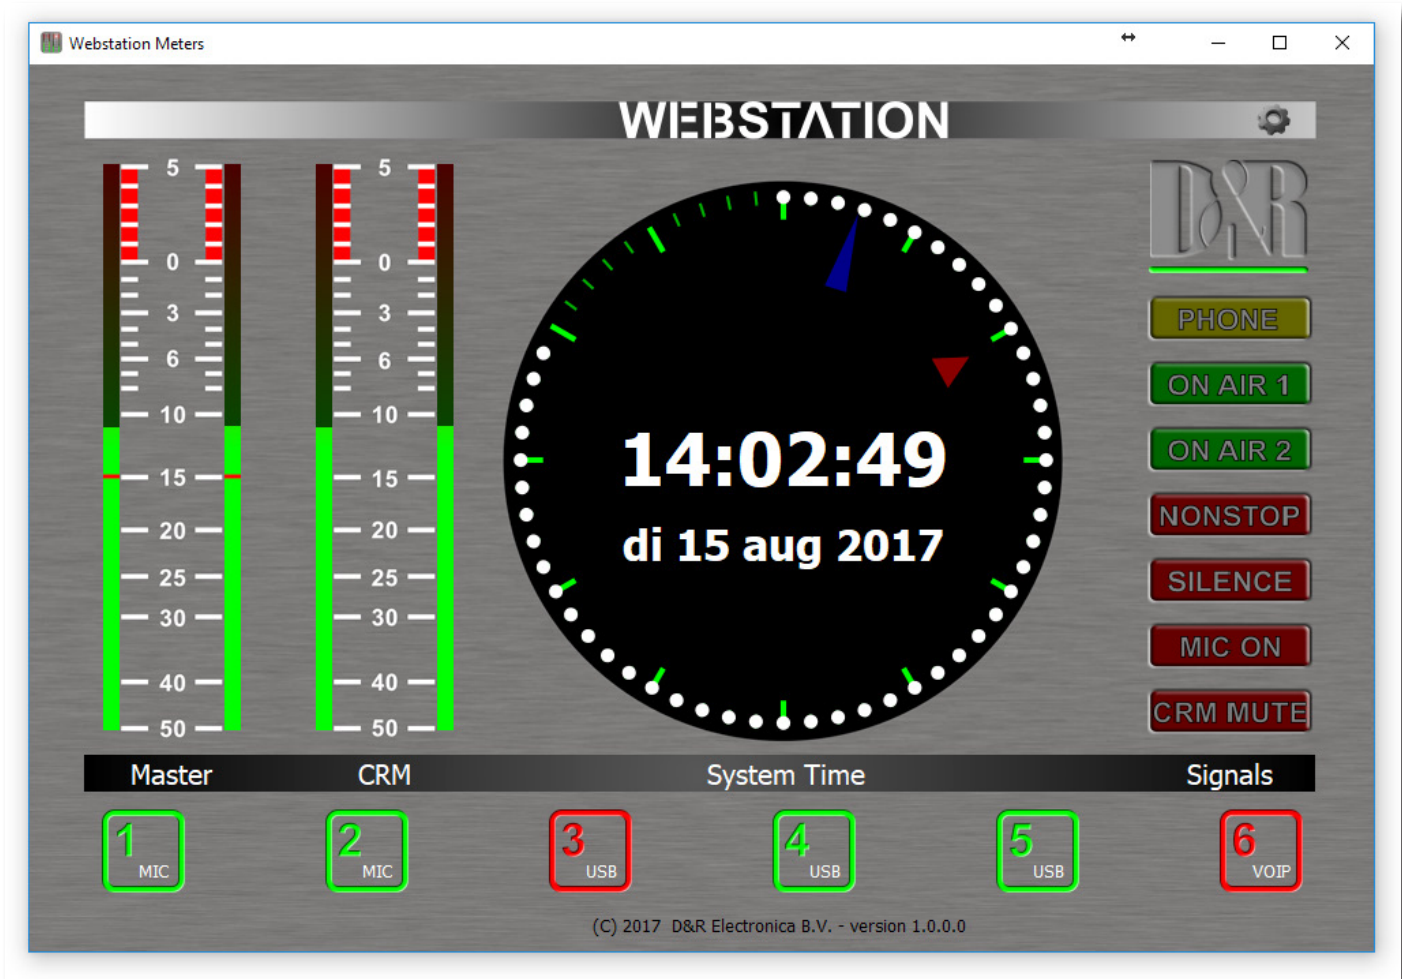 Webstation Meters
WEBSTATION
5 5
0 0
3 3
6 6
10 10
15 15
20 20
25 25
30 30
40 40
50 50
14:02:49
di 15 aug 2017
D&R
PHONE
ON AIR 1
ON AIR 2
NONSTOP
SILENCE
MIC ON
CRM MUTE
Master CRM System Time Signals
1 MIC 2 MIC 3 USB 4 USB 5 USB 6 VOIP
(C) 2017 D&R Electronica B.V. - version 1.0.0.0